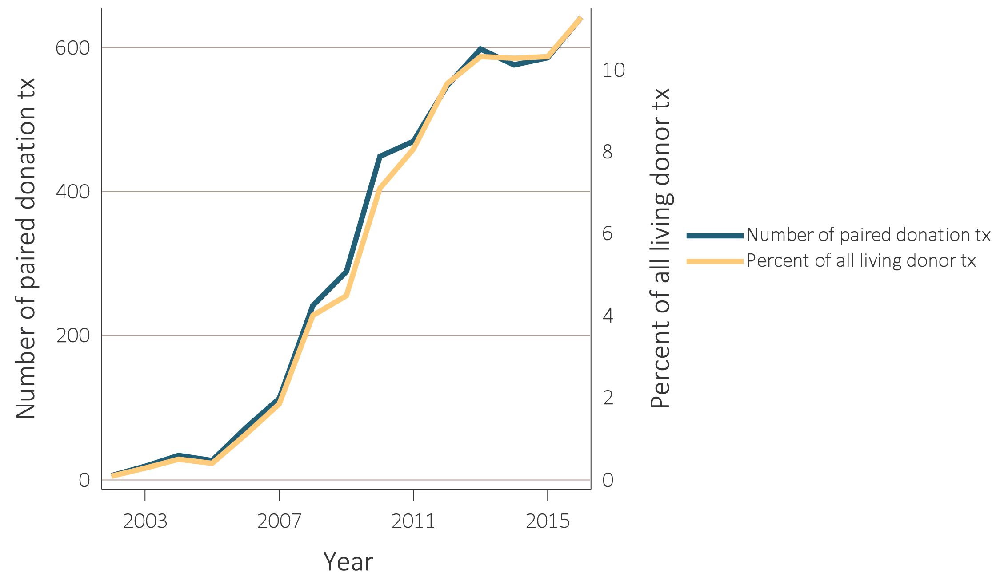 Number of paired donation tx
600
400
200
0
2003
2007
2011
2015
Year
10
8
6
4
2
0
Percent of all living donor tx
Number of paired donation tx
Percent of all living donor tx